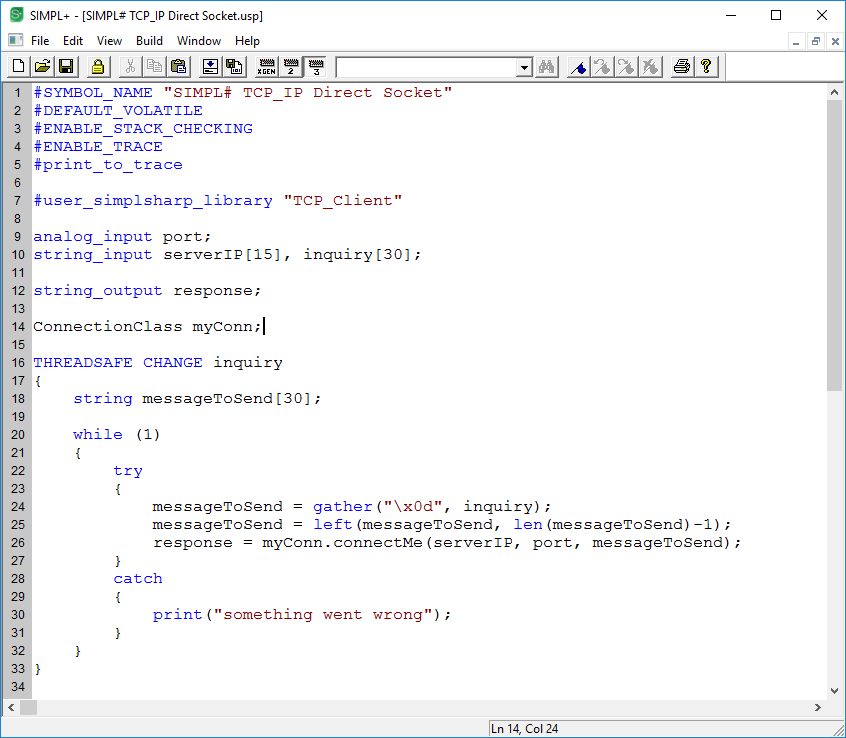 SIMPL+ - [SIMPL# TCP_IP Direct Socket.usp]
File Edit View Build Window Help
XGEN 2 3
1 #SYMBOL_NAME "SIMPL# TCP_IP Direct Socket"
2 #DEFAULT_VOLATILE
3 #ENABLE_STACK_CHECKING
4 #ENABLE_TRACE
5 #print_to_trace
6
7 #user_simplsharp_library "TCP_Client"
8
9 analog_input port;
10 string_input serverIP[15], inquiry[30];
11
12 string_output response;
13
14 ConnectionClass myConn;
15
16 THREADSAFE CHANGE inquiry
17 {
18     string messageToSend[30];
19
20     while (1)
21     {
22         try
23         {
24             messageToSend = gather("\x0d", inquiry);
25             messageToSend = left(messageToSend, len(messageToSend)-1);
26             response = myConn.connectMe(serverIP, port, messageToSend);
27         }
28         catch
29         {
30             print("something went wrong");
31         }
32     }
33 }
34
Ln 14, Col 24